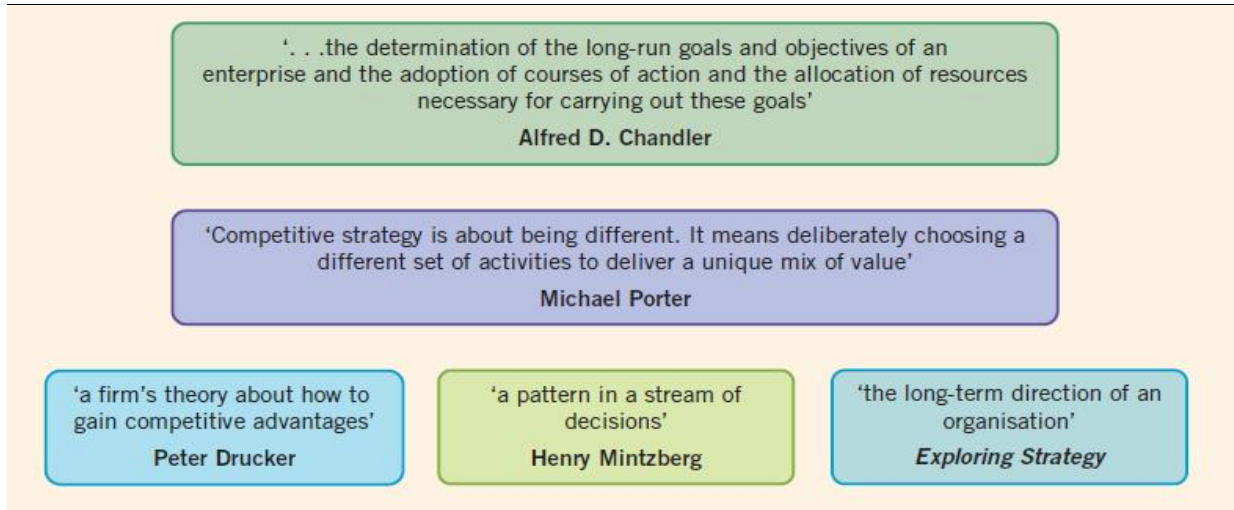 ‘. . .the determination of the long-run goals and objectives of an
enterprise and the adoption of courses of action and the allocation of resources
necessary for carrying out these goals’
Alfred D. Chandler
‘Competitive strategy is about being different. It means deliberately choosing a
different set of activities to deliver a unique mix of value’
Michael Porter
‘a firm’s theory about how to
gain competitive advantages’
Peter Drucker
‘a pattern in a stream of
decisions’
Henry Mintzberg
‘the long-term direction of an
organisation’
Exploring Strategy